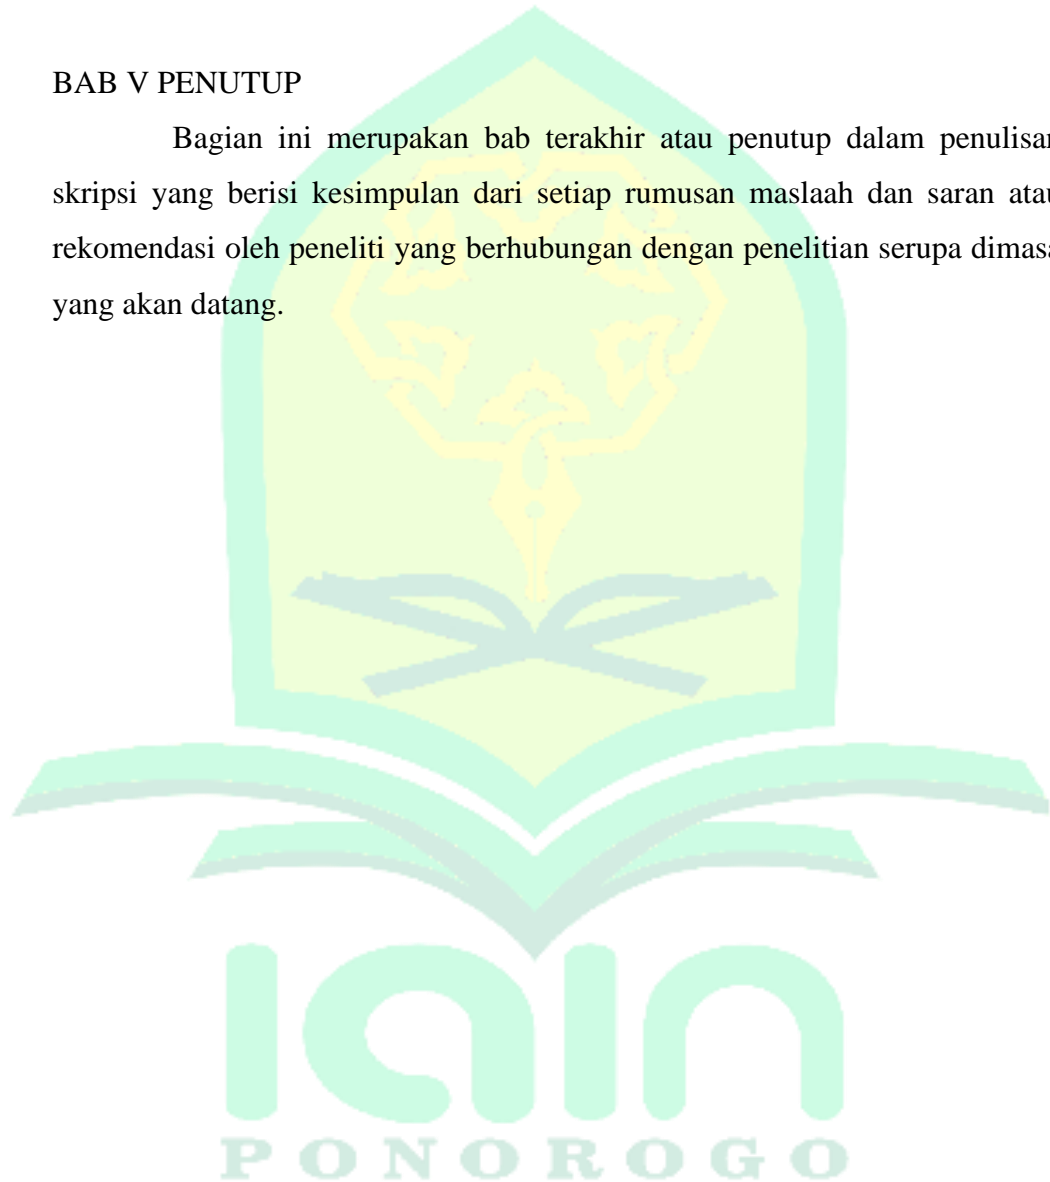 BAB V PENUTUP
Bagian ini merupakan bab terakhir atau penutup dalam penulisan
skripsi yang berisi kesimpulan dari setiap rumusan maslaah dan saran atau
rekomendasi oleh peneliti yang berhubungan dengan penelitian serupa dimasa
yang akan datang.
iain
PONOROGO